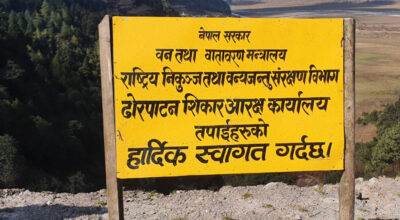 नेपाल सरकार
वन तथा वातावरण मन्त्रालय
राष्ट्रिय निकुञ्ज तथा वन्यजन्तु संरक्षण विभाग
ढोरपाटन शिकार आरक्ष कार्यालय
तपाईहरुको
हार्दिक स्वागत गर्दछ।